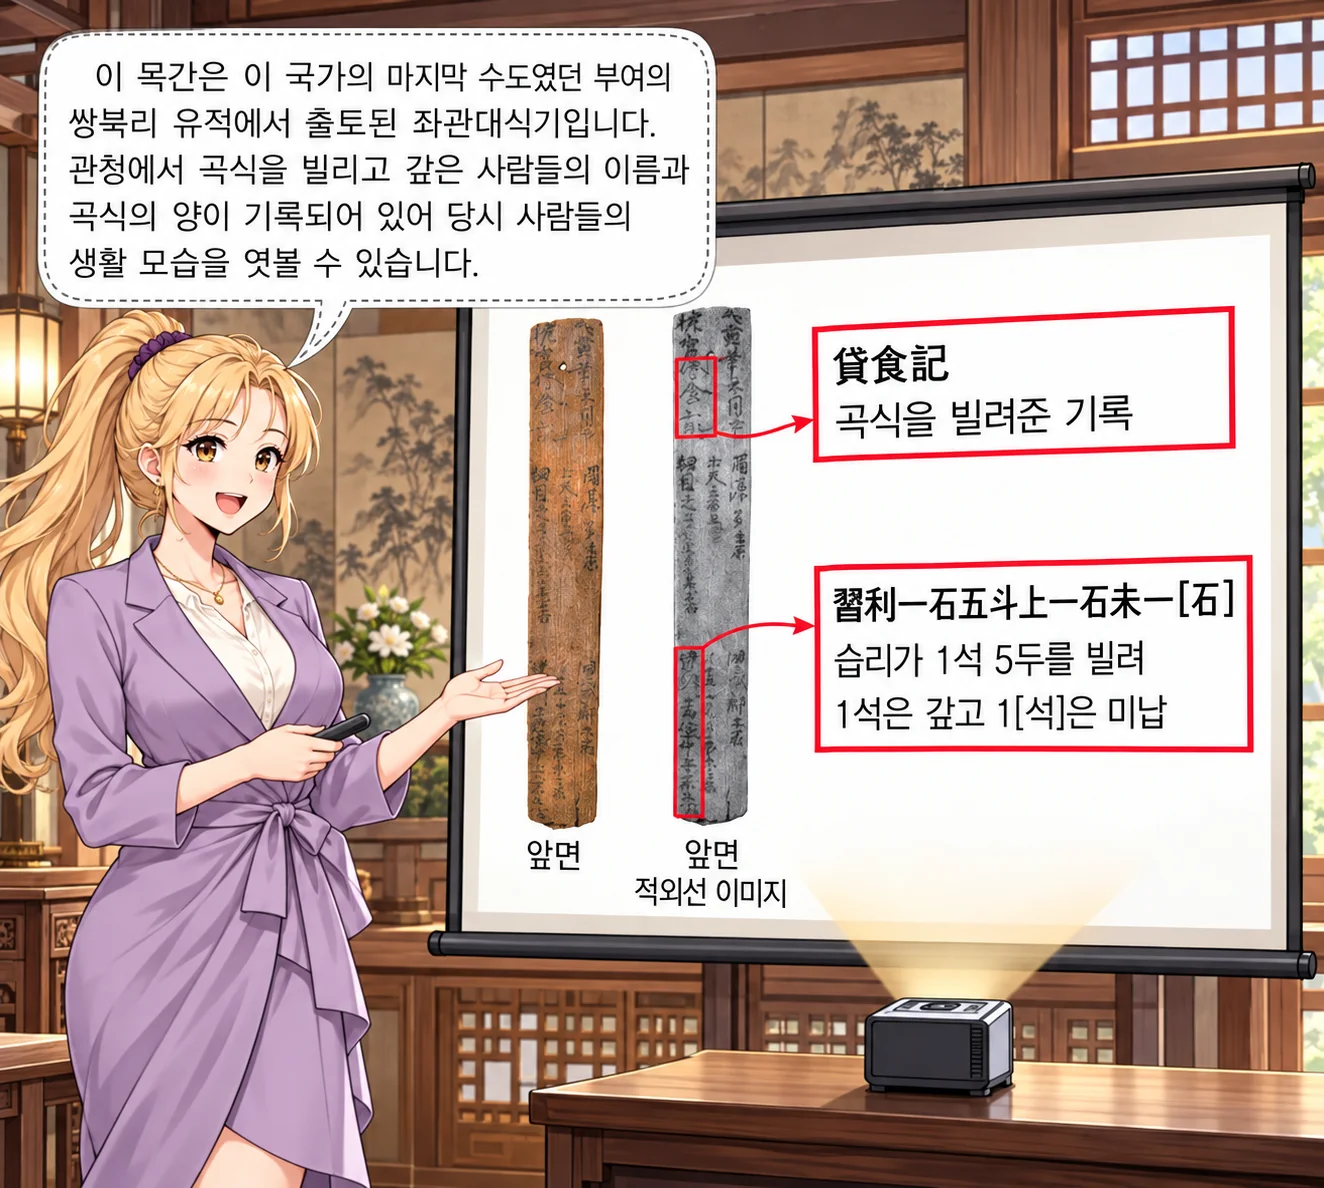 이 목간은 이 국가의 마지막 수도였던 부여의
쌍북리 유적에서 출토된 좌관대식기입니다.
관청에서 곡식을 빌리고 갚은 사람들의 이름과
곡식의 양이 기록되어 있어 당시 사람들의
생활 모습을 엿볼 수 있습니다.
貸食記
곡식을 빌려준 기록
習利一石五斗上一石未一[石]
습리가 1석 5두를 빌려
1석은 갚고 1[석]은 미납
앞면
앞면
적외선 이미지